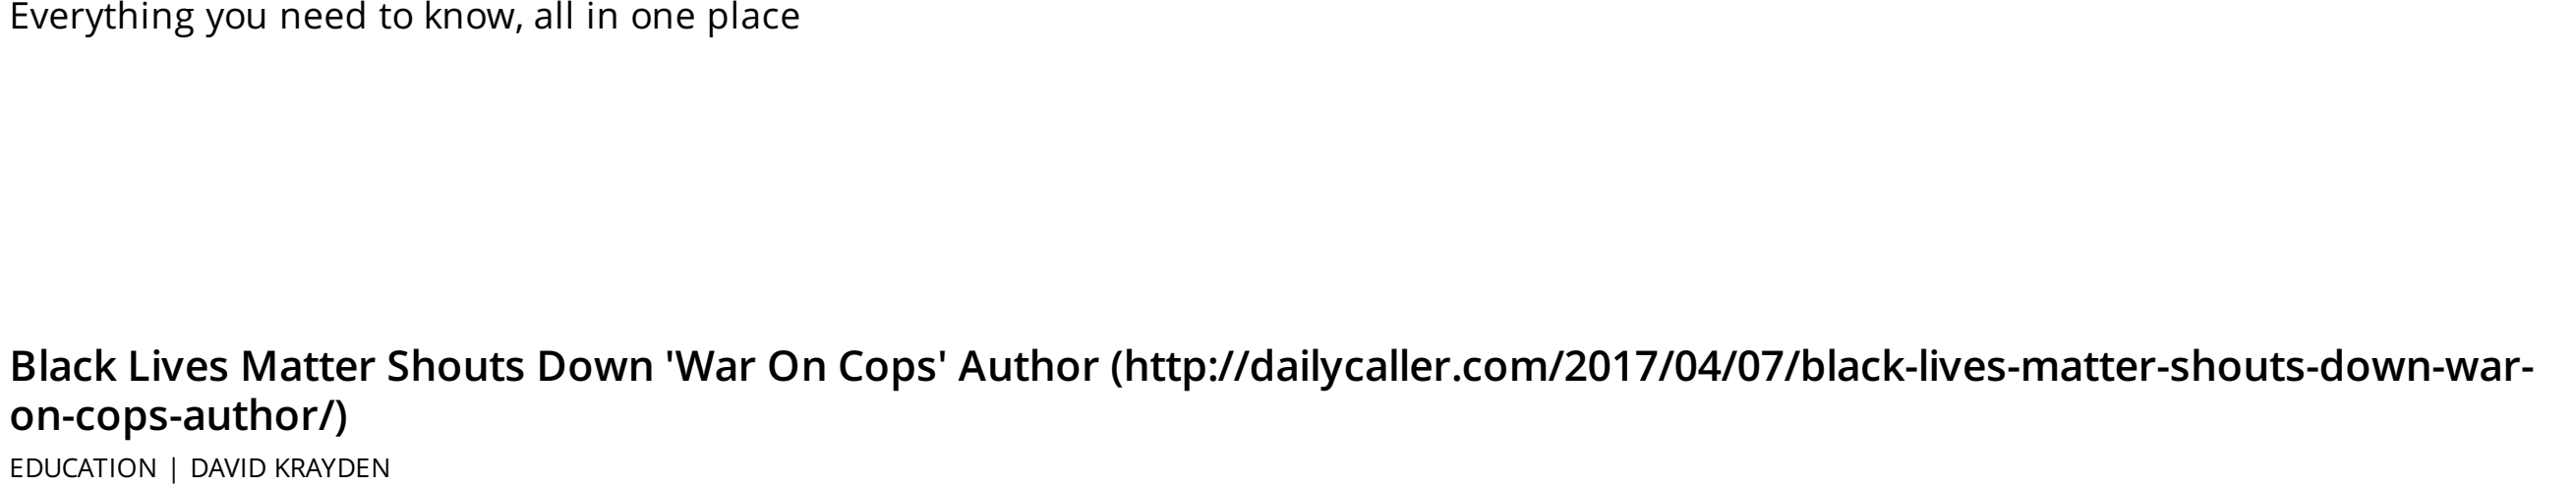 Everything you need to know, all in one place
Black Lives Matter Shouts Down 'War On Cops' Author (http://dailycaller.com/2017/04/07/black-lives-matter-shouts-down-war-
on-cops-author/)
EDUCATION | DAVID KRAYDEN